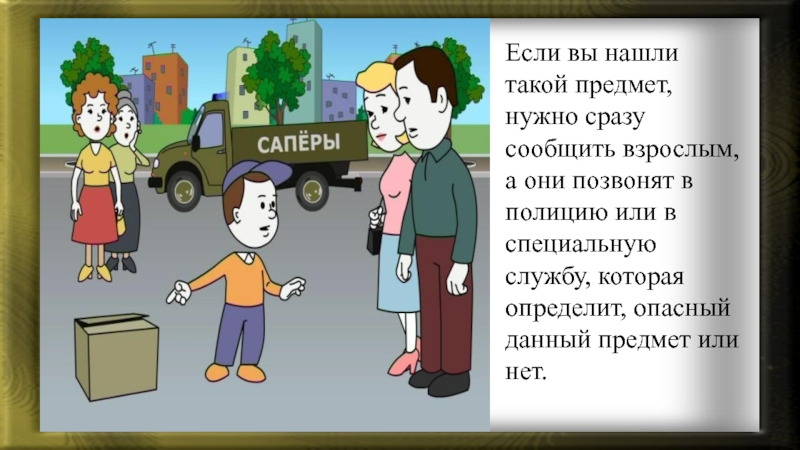 САПЁРЫ
Если вы нашли
такой предмет,
нужно сразу
сообщить взрослым,
а они позвонят в
полицию или в
специальную
службу, которая
определит, опасный
данный предмет или
нет.